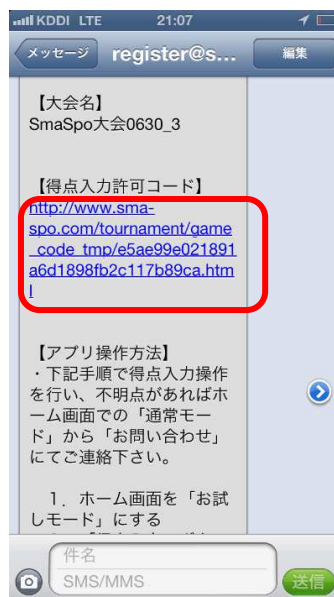 KDDI LTE 21:07
メッセージ register@s... 編集
【大会名】
SmaSpo大会0630_3
【得点入力許可コード】
http://www.sma-
spo.com/tournament/game
_code_tmp/e5ae99e021891
a6d1898fb2c117b89ca.htm
l
【アプリ操作方法】
・下記手順で得点入力操作
を行い、不明点があればホ
ーム画面での「通常モー
ド」から「お問い合わせ」
にてご連絡下さい。
1．ホーム画面を「お試
しモード」にする
件名
SMS/MMS
送信